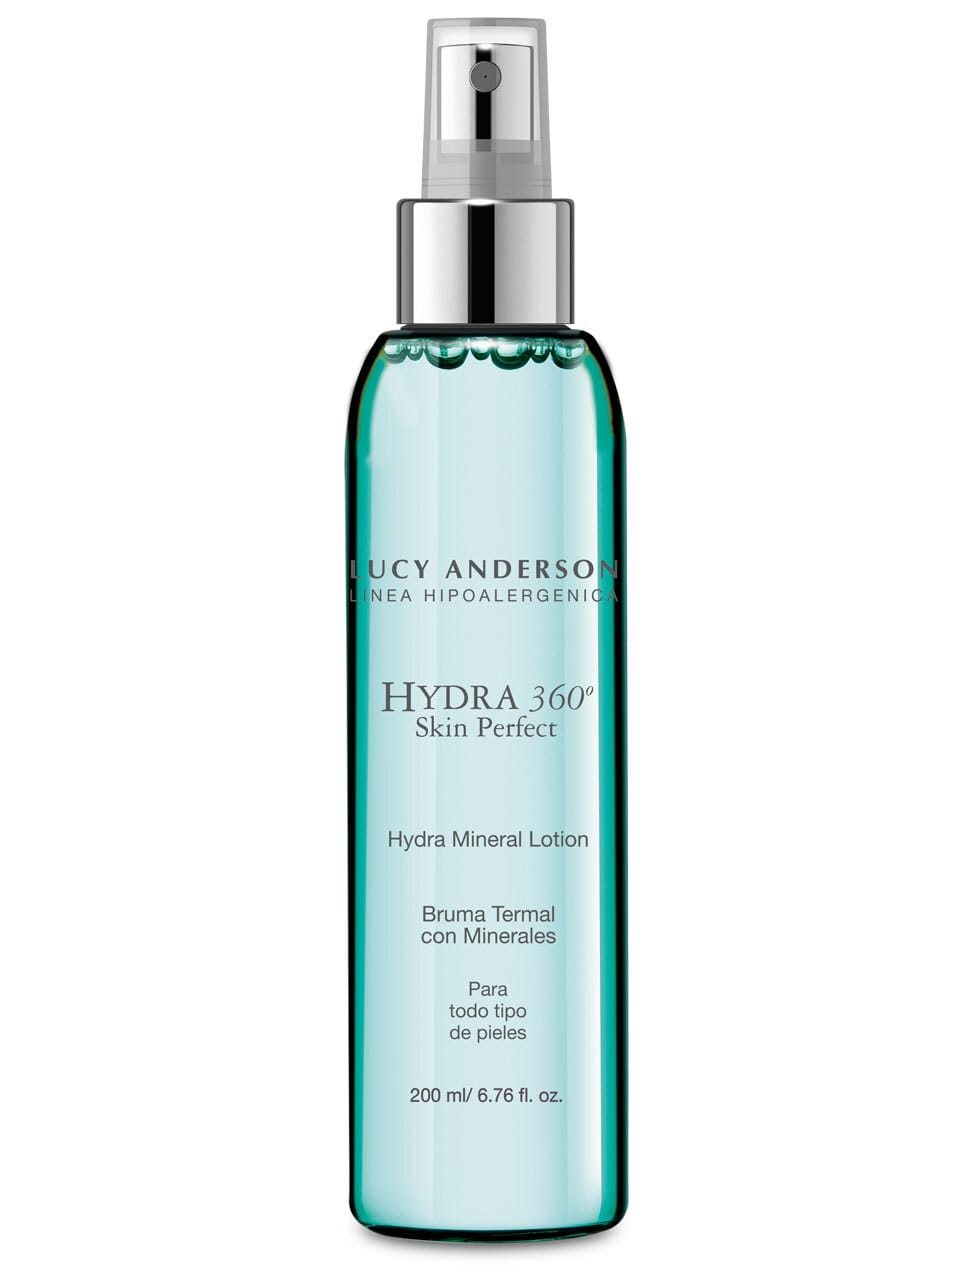 LUCY ANDERSON
LINEA HIPOALERGENICA
HYDRA 360º
Skin Perfect
Hydra Mineral Lotion
Bruma Termal
con Minerales
Para
todo tipo
de pieles
200 ml/ 6.76 fl. oz.